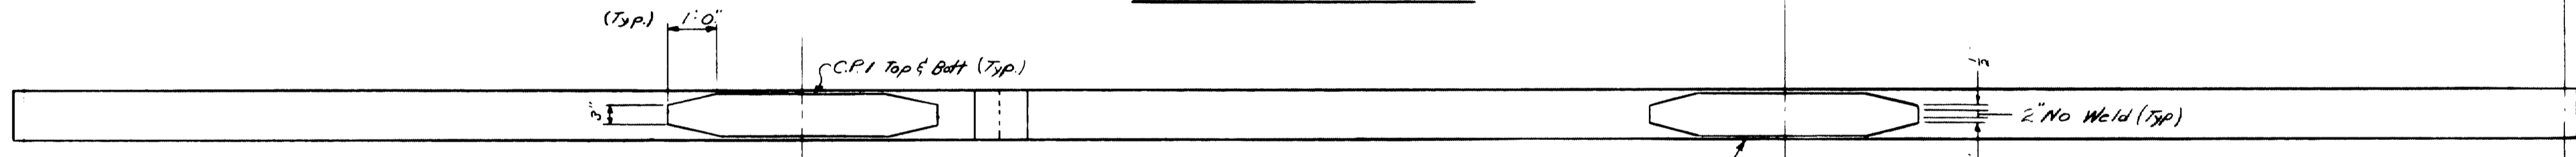 (Typ.) 1'-0"
C.P.1 Top & Bott (Typ.)
3"
2" No Weld (Typ)